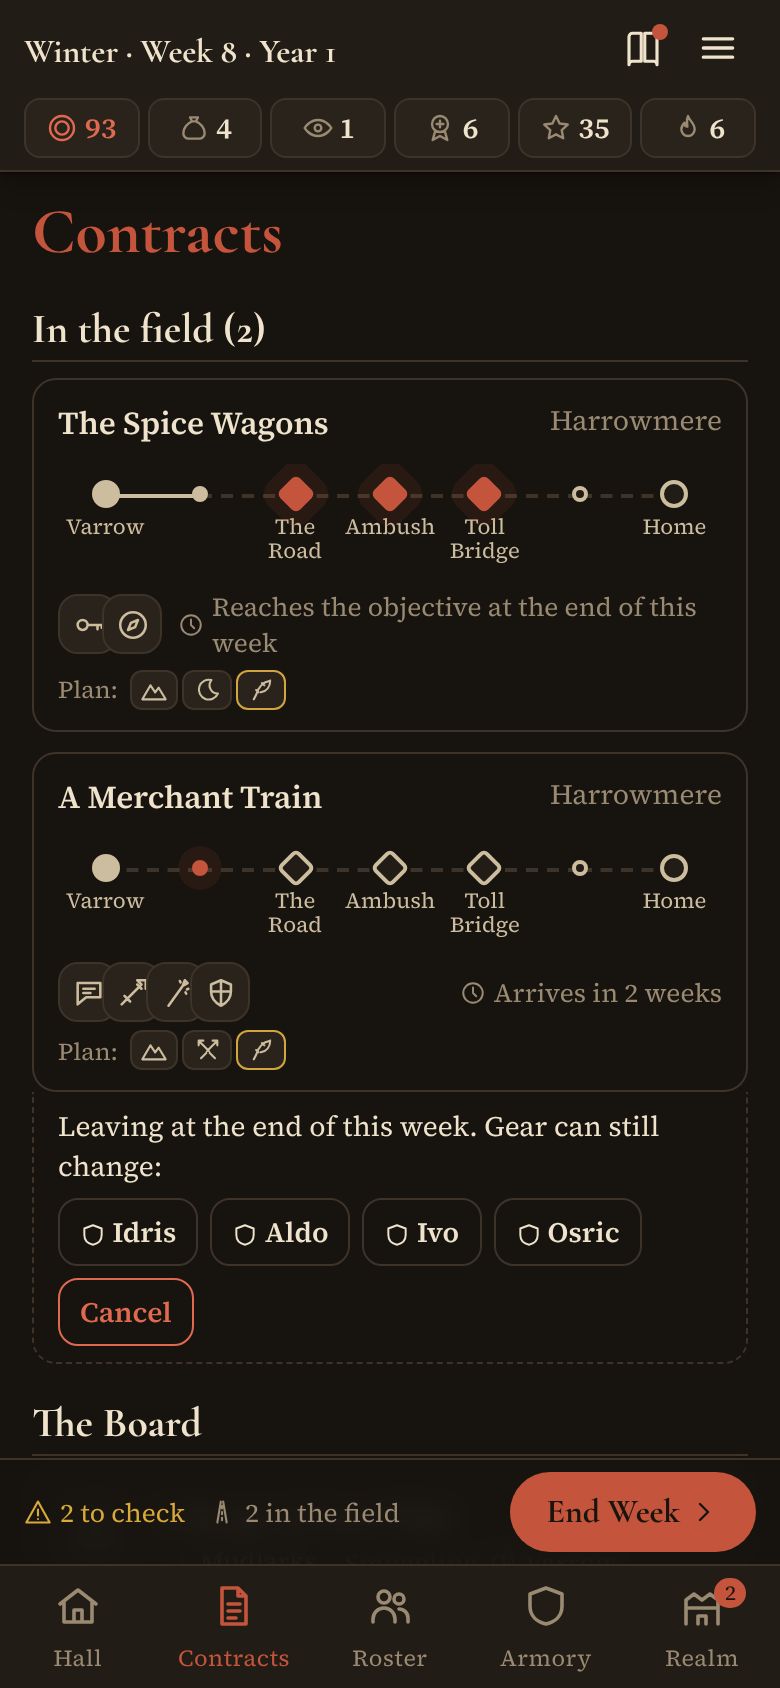 Winter · Week 8 · Year 1
93 4 1 6 35 6
Contracts
In the field (2)
The Spice Wagons Harrowmere
Varrow The Road Ambush Toll Bridge Home
Reaches the objective at the end of this
week
Plan:
A Merchant Train Harrowmere
Varrow The Road Ambush Toll Bridge Home
Arrives in 2 weeks
Plan:
Leaving at the end of this week. Gear can still
change:
Idris Aldo Ivo Osric
Cancel
The Board
2 to check 2 in the field End Week
2
Hall Contracts Roster Armory Realm